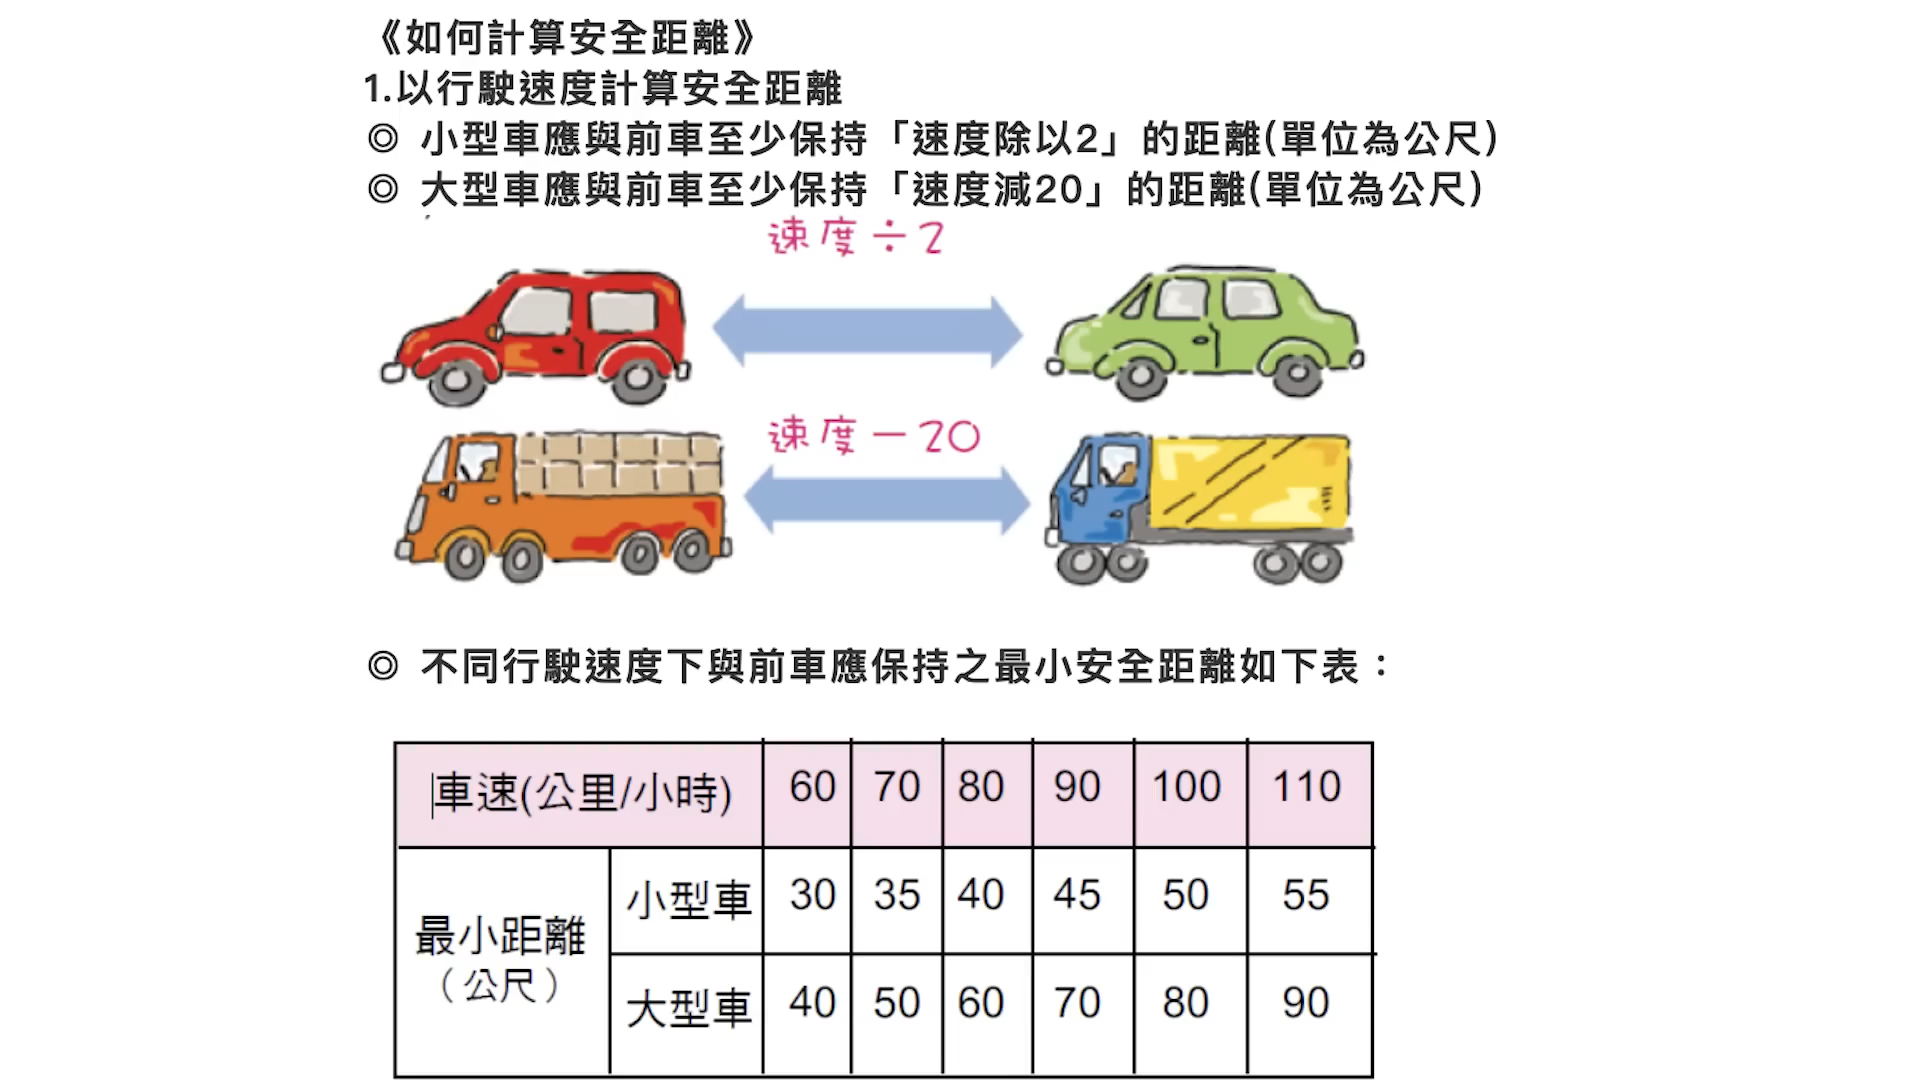 《如何計算安全距離》
1.以行駛速度計算安全距離
◎ 小型車應與前車至少保持「速度除以2」的距離(單位為公尺)
◎ 大型車應與前車至少保持「速度減20」的距離(單位為公尺)
速度÷2
速度－20
◎ 不同行駛速度下與前車應保持之最小安全距離如下表：
車速(公里/小時) 60 70 80 90 100 110
最小距離
（公尺）
小型車 30 35 40 45 50 55
大型車 40 50 60 70 80 90